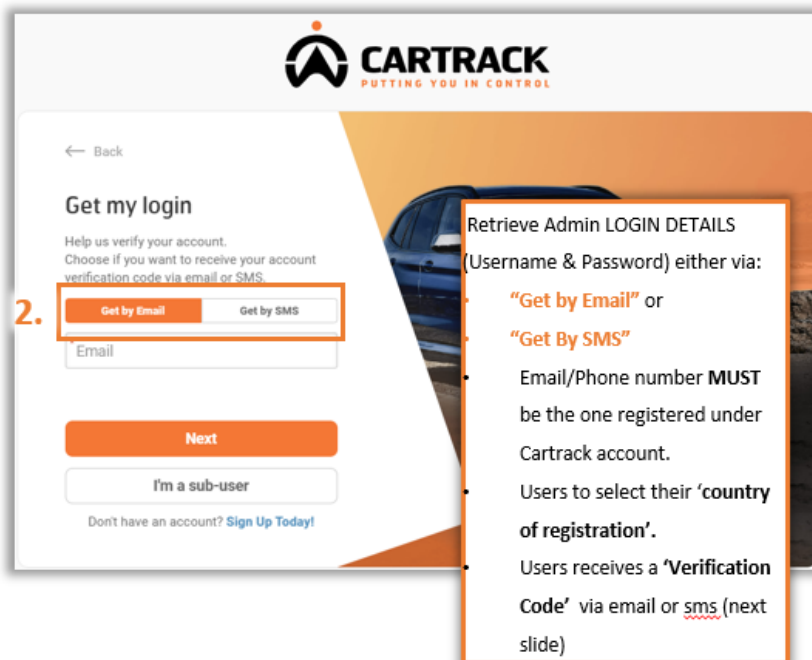 CARTRACK
PUTTING YOU IN CONTROL
← Back
Get my login
Help us verify your account.
Choose if you want to receive your account
verification code via email or SMS.
2.
Get by Email
Get by SMS
Email
Next
I'm a sub-user
Don't have an account? Sign Up Today!
Retrieve Admin LOGIN DETAILS
(Username & Password) either via:
• “Get by Email” or
• “Get By SMS”
• Email/Phone number MUST
be the one registered under
Cartrack account.
• Users to select their ‘country
of registration’.
• Users receives a ‘Verification
Code’ via email or sms (next
slide)